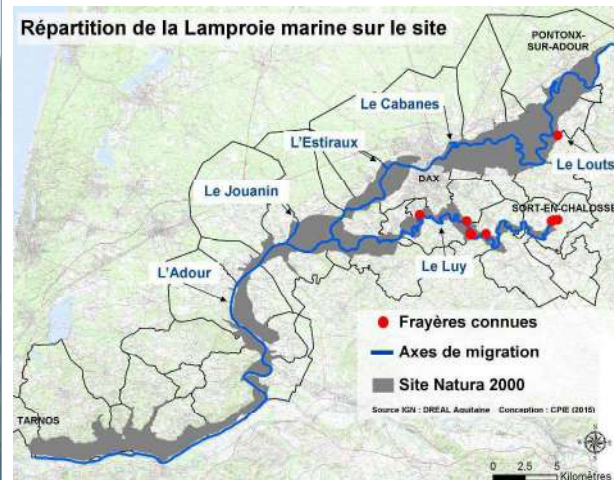 Répartition de la Lamproie marine sur le site
PONTONX-
SUR-ADOUR
Le Cabanes
L'Estiraux
Le Louts
DAX
Le Jouanin
SORT-EN-CHALOSSE
Le Luy
L'Adour
Frayères connues
Axes de migration
Site Natura 2000
Source IGN : DREAL Aquitaine Conception : CPIE (2015)
TARNOS
0 2.5 5
Kilomètres